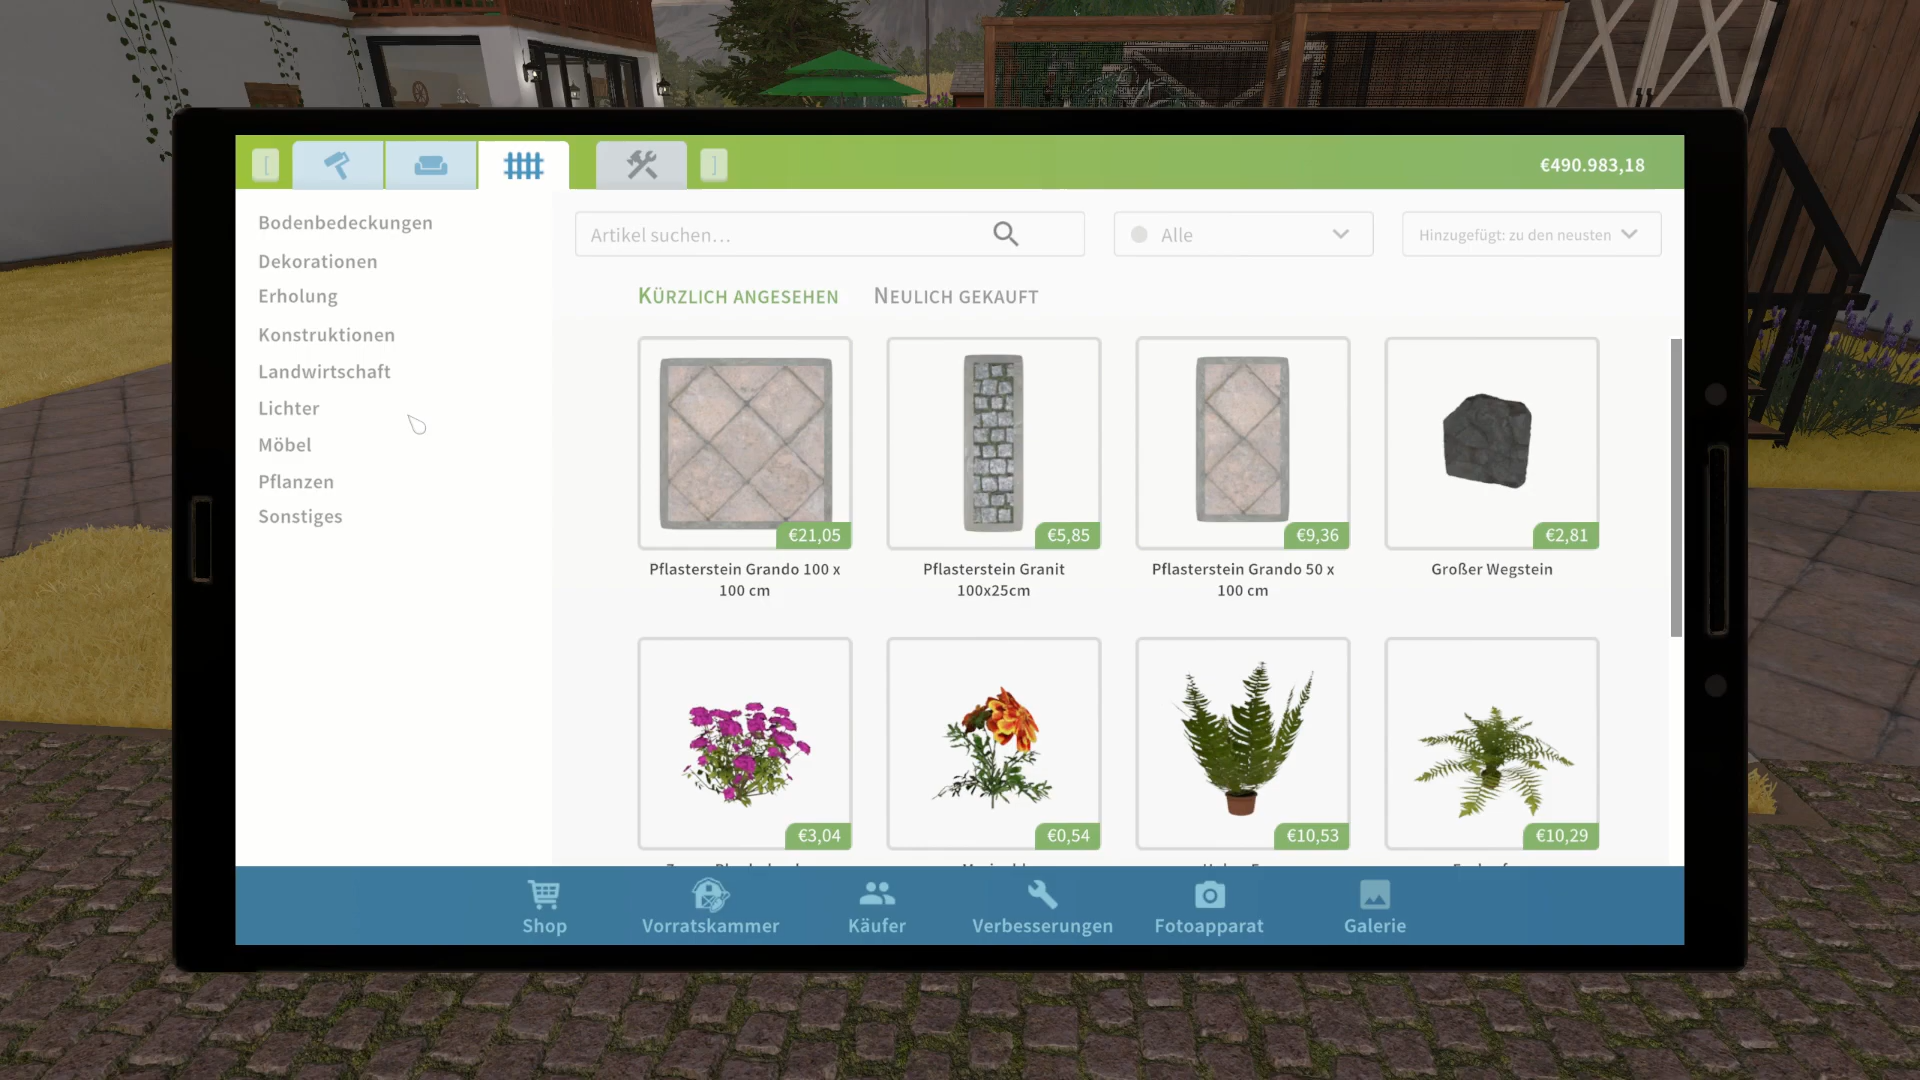 [
]
€490.983,18
Bodenbedeckungen
Dekorationen
Erholung
Konstruktionen
Landwirtschaft
Lichter
Möbel
Pflanzen
Sonstiges
Artikel suchen...
Alle
Hinzugefügt: zu den neusten
KÜRZLICH ANGESEHEN
NEULICH GEKAUFT
€21,05
€5,85
€9,36
€2,81
Pflasterstein Grando 100 x
100 cm
Pflasterstein Granit
100x25cm
Pflasterstein Grando 50 x
100 cm
Großer Wegstein
€3,04
€0,54
€10,53
€10,29
Shop
Vorratskammer
Käufer
Verbesserungen
Fotoapparat
Galerie